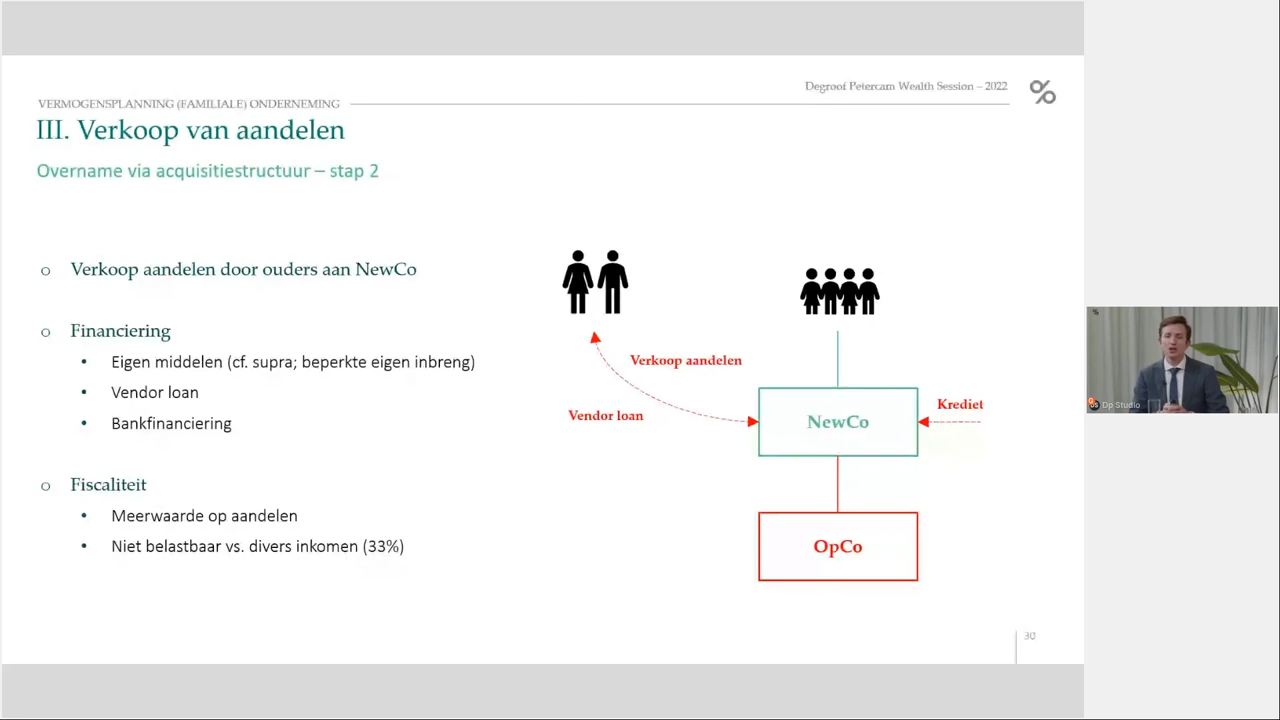 Degroof Petercam Wealth Session – 2022
VERMOGENSPLANNING (FAMILIALE) ONDERNEMING
III. Verkoop van aandelen
Overname via acquisitiestructuur – stap 2
o Verkoop aandelen door ouders aan NewCo
o Financiering
• Eigen middelen (cf. supra; beperkte eigen inbreng)
• Vendor loan
• Bankfinanciering
o Fiscaliteit
• Meerwaarde op aandelen
• Niet belastbaar vs. divers inkomen (33%)
Verkoop aandelen
Vendor loan
Krediet
NewCo
OpCo
30
Dp Studio